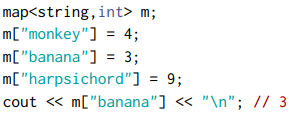 map<string,int> m;
m["monkey"] = 4;
m["banana"] = 3;
m["harpsichord"] = 9;
cout << m["banana"] << "\n"; // 3